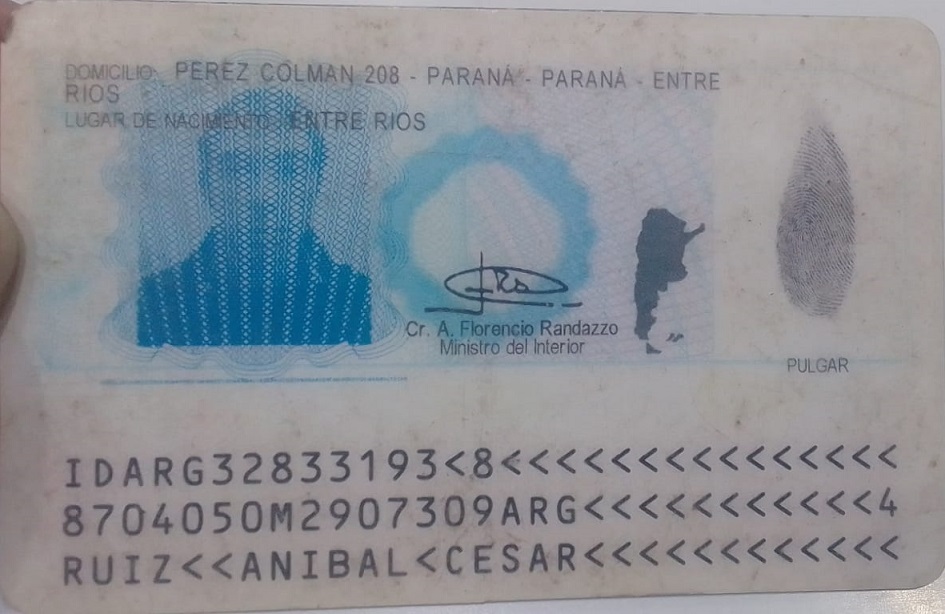 DOMICILIO: PEREZ COLMAN 208 - PARANÁ - PARANÁ - ENTRE
RIOS
LUGAR DE NACIMIENTO: ENTRE RIOS
Cr. A. Florencio Randazzo
Ministro del Interior
PULGAR
IDARG32833193<8<<<<<<<<<<<<<<<
8704050M2907309ARG<<<<<<<<<<<4
RUIZ<<ANIBAL<CESAR<<<<<<<<<<<<